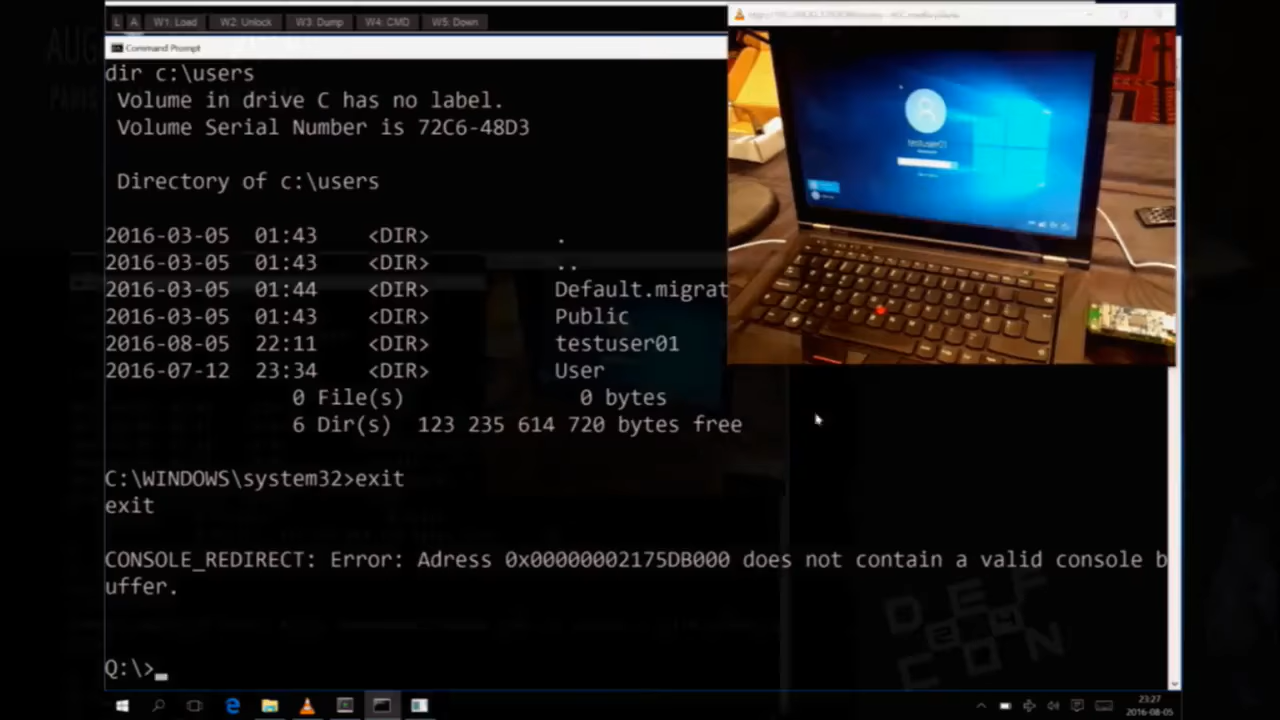 L A W1: Load W2: Unlock W3: Dump W4: CMD W5: Down
Command Prompt
dir c:\users
Volume in drive C has no label.
Volume Serial Number is 72C6-48D3
Directory of c:\users
2016-03-05 01:43 <DIR> .
2016-03-05 01:43 <DIR> ..
2016-03-05 01:44 <DIR> Default.migrat
2016-03-05 01:43 <DIR> Public
2016-08-05 22:11 <DIR> testuser01
2016-07-12 23:34 <DIR> User
0 File(s) 0 bytes
6 Dir(s) 123 235 614 720 bytes free
C:\WINDOWS\system32>exit
exit
CONSOLE_REDIRECT: Error: Adress 0x00000002175DB000 does not contain a valid console b
uffer.
Q:\>_
testuser01
DEF
24
CON
23:27
2016-08-05